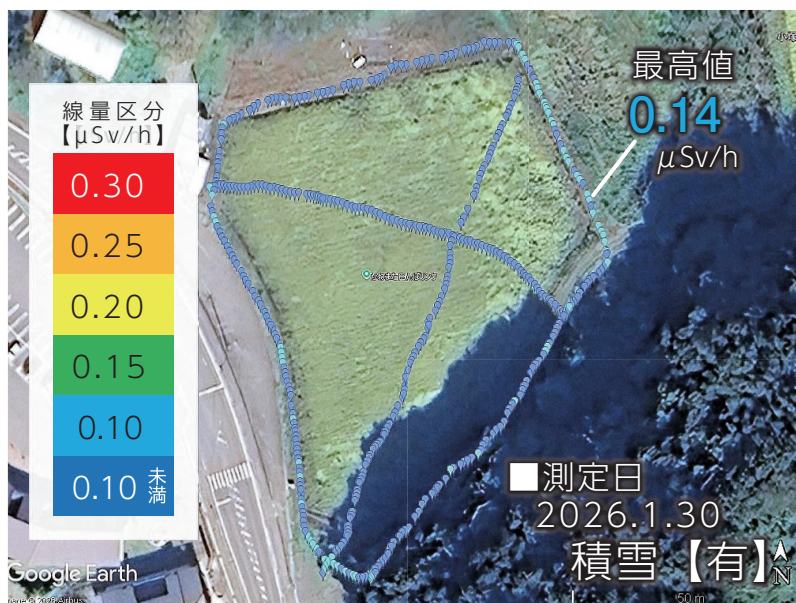 線量区分
【μSv/h】
0.30
0.25
0.20
0.15
0.10
0.10 未満
最高値
0.14
μSv/h
■測定日
2026.1.30
積雪【有】
N
50 m
Google Earth